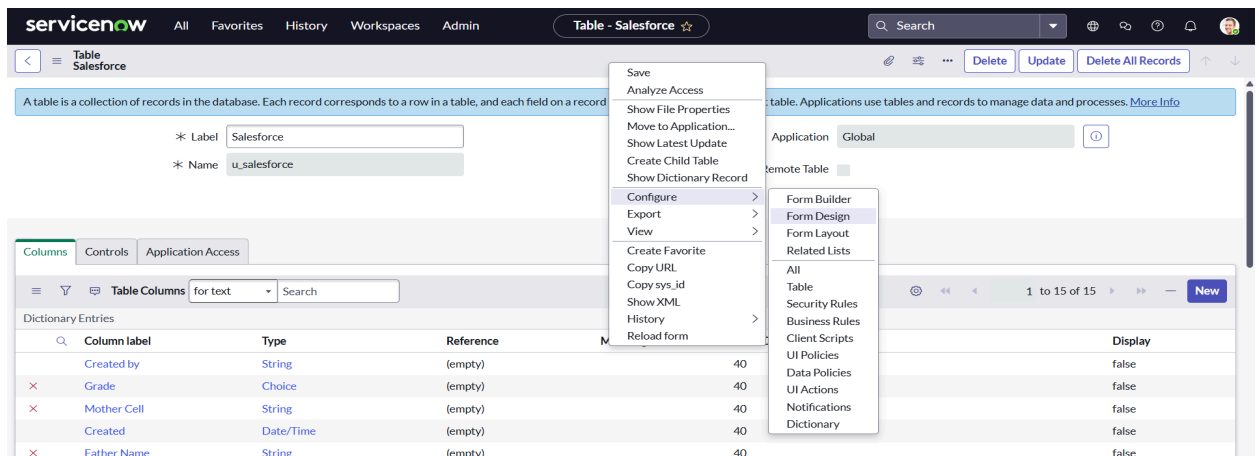 servicenow All Favorites History Workspaces Admin Table - Salesforce Search
Table
Salesforce
Delete Update Delete All Records
A table is a collection of records in the database. Each record corresponds to a row in a table, and each field on a record t table. Applications use tables and records to manage data and processes. More Info
Label Salesforce
Name u_salesforce
Application Global
Remote Table
Save
Analyze Access
Show File Properties
Move to Application...
Show Latest Update
Create Child Table
Show Dictionary Record
Configure
Export
View
Create Favorite
Copy URL
Copy sys_id
Show XML
History
Reload form
Form Builder
Form Design
Form Layout
Related Lists
All
Table
Security Rules
Business Rules
Client Scripts
UI Policies
Data Policies
UI Actions
Notifications
Dictionary
Columns Controls Application Access
Table Columns for text Search 1 to 15 of 15 New
Dictionary Entries
Column label Type Reference M Display
Created by String (empty) 40 false
Grade Choice (empty) 40 false
Mother Cell String (empty) 40 false
Created Date/Time (empty) 40 false
Father Name String (empty) 40 false